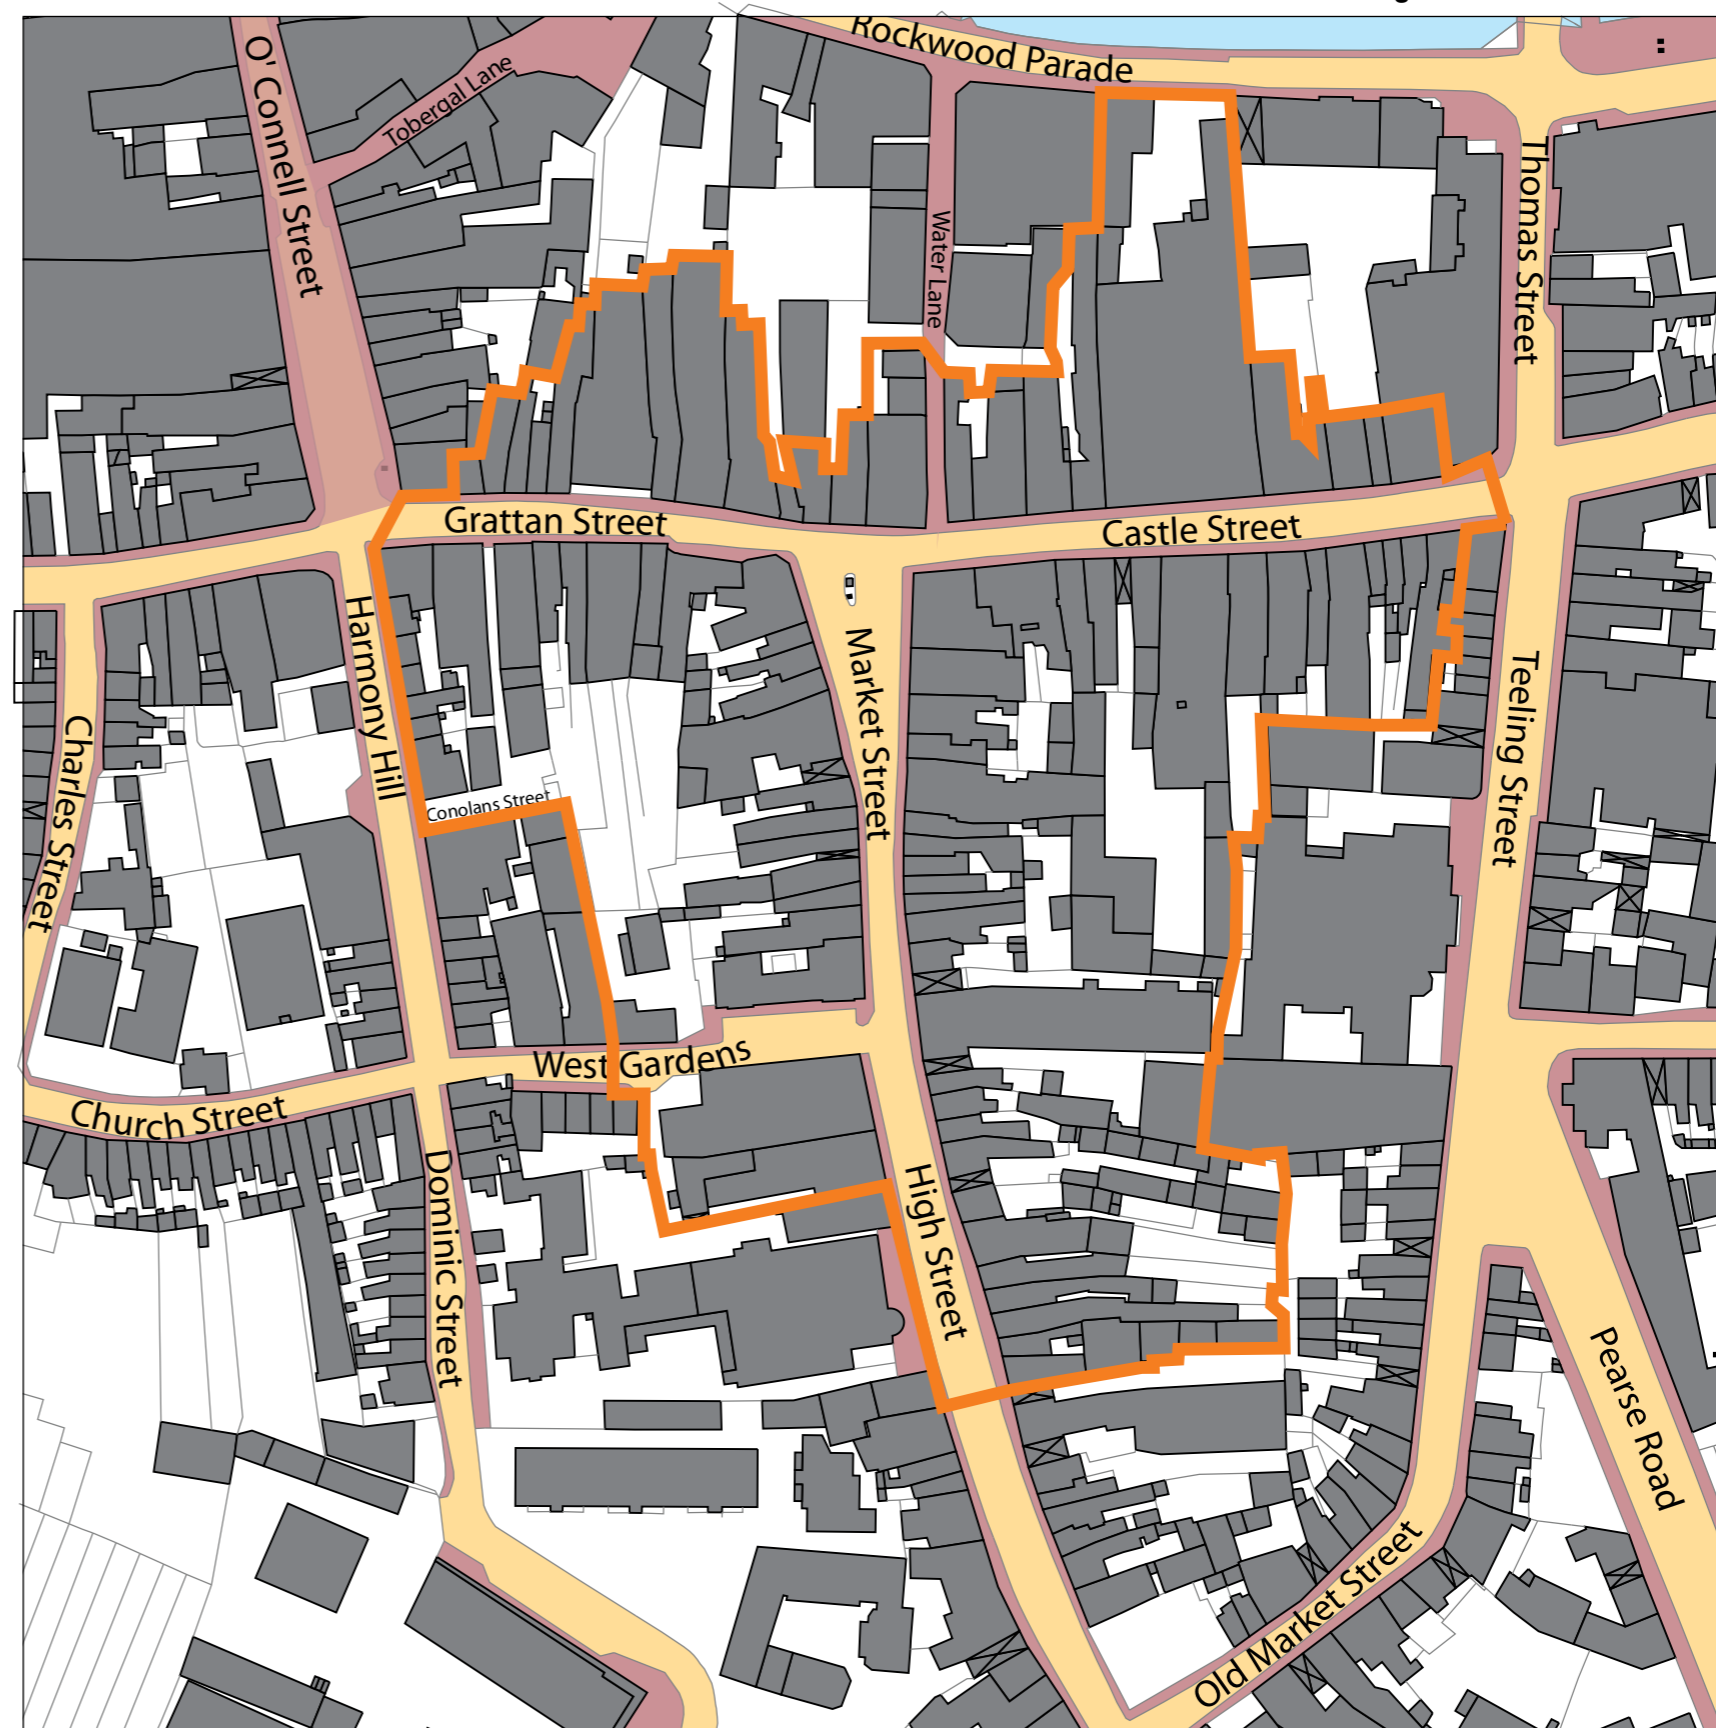 g
Rockwood Parade
O' Connell Street
Tobergal Lane
Water Lane
Thomas Street
Grattan Street
Castle Street
Harmony Hill
Market Street
Teeling Street
Charles Street
Conolans Street
West Gardens
Church Street
Dominic Street
High Street
Pearse Road
Old Market Street